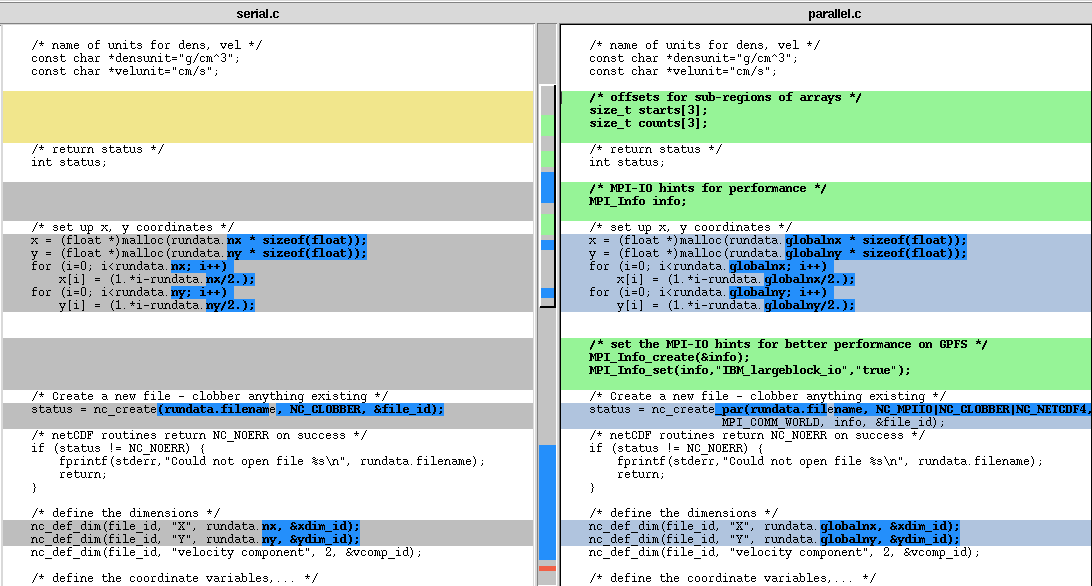 serial.c
/* name of units for dens, vel */
const char *densunit="g/cm^3";
const char *velunit="cm/s";
/* return status */
int status;
/* set up x, y coordinates */
x = (float *)malloc(rundata.nx * sizeof(float));
y = (float *)malloc(rundata.ny * sizeof(float));
for (i=0; i<rundata.nx; i++)
x[i] = (1.*i-rundata.nx/2.);
for (i=0; i<rundata.ny; i++)
y[i] = (1.*i-rundata.ny/2.);
/* Create a new file - clobber anything existing */
status = nc_create(rundata.filename, NC_CLOBBER, &file_id);
/* netCDF routines return NC_NOERR on success */
if (status != NC_NOERR) {
fprintf(stderr,"Could not open file %s\n", rundata.filename);
return;
}
/* define the dimensions */
nc_def_dim(file_id, "X", rundata.nx, &xdim_id);
nc_def_dim(file_id, "Y", rundata.ny, &ydim_id);
nc_def_dim(file_id, "velocity component", 2, &vcomp_id);
/* define the coordinate variables,... */
parallel.c
/* name of units for dens, vel */
const char *densunit="g/cm^3";
const char *velunit="cm/s";
/* offsets for sub-regions of arrays */
size_t starts[3];
size_t counts[3];
/* return status */
int status;
/* MPI-IO hints for performance */
MPI_Info info;
/* set up x, y coordinates */
x = (float *)malloc(rundata.globalnx * sizeof(float));
y = (float *)malloc(rundata.globalny * sizeof(float));
for (i=0; i<rundata.globalnx; i++)
x[i] = (1.*i-rundata.globalnx/2.);
for (i=0; i<rundata.globalny; i++)
y[i] = (1.*i-rundata.globalny/2.);
/* set the MPI-IO hints for better performance on GPFS */
MPI_Info_create(&info);
MPI_Info_set(info,"IBM_largeblock_io","true");
/* Create a new file - clobber anything existing */
status = nc_create_par(rundata.filename, NC_MPIIO|NC_CLOBBER|NC_NETCDF4,
MPI_COMM_WORLD, info, &file_id);
/* netCDF routines return NC_NOERR on success */
if (status != NC_NOERR) {
fprintf(stderr,"Could not open file %s\n", rundata.filename);
return;
}
/* define the dimensions */
nc_def_dim(file_id, "X", rundata.globalnx, &xdim_id);
nc_def_dim(file_id, "Y", rundata.globalny, &ydim_id);
nc_def_dim(file_id, "velocity component", 2, &vcomp_id);
/* define the coordinate variables,... */